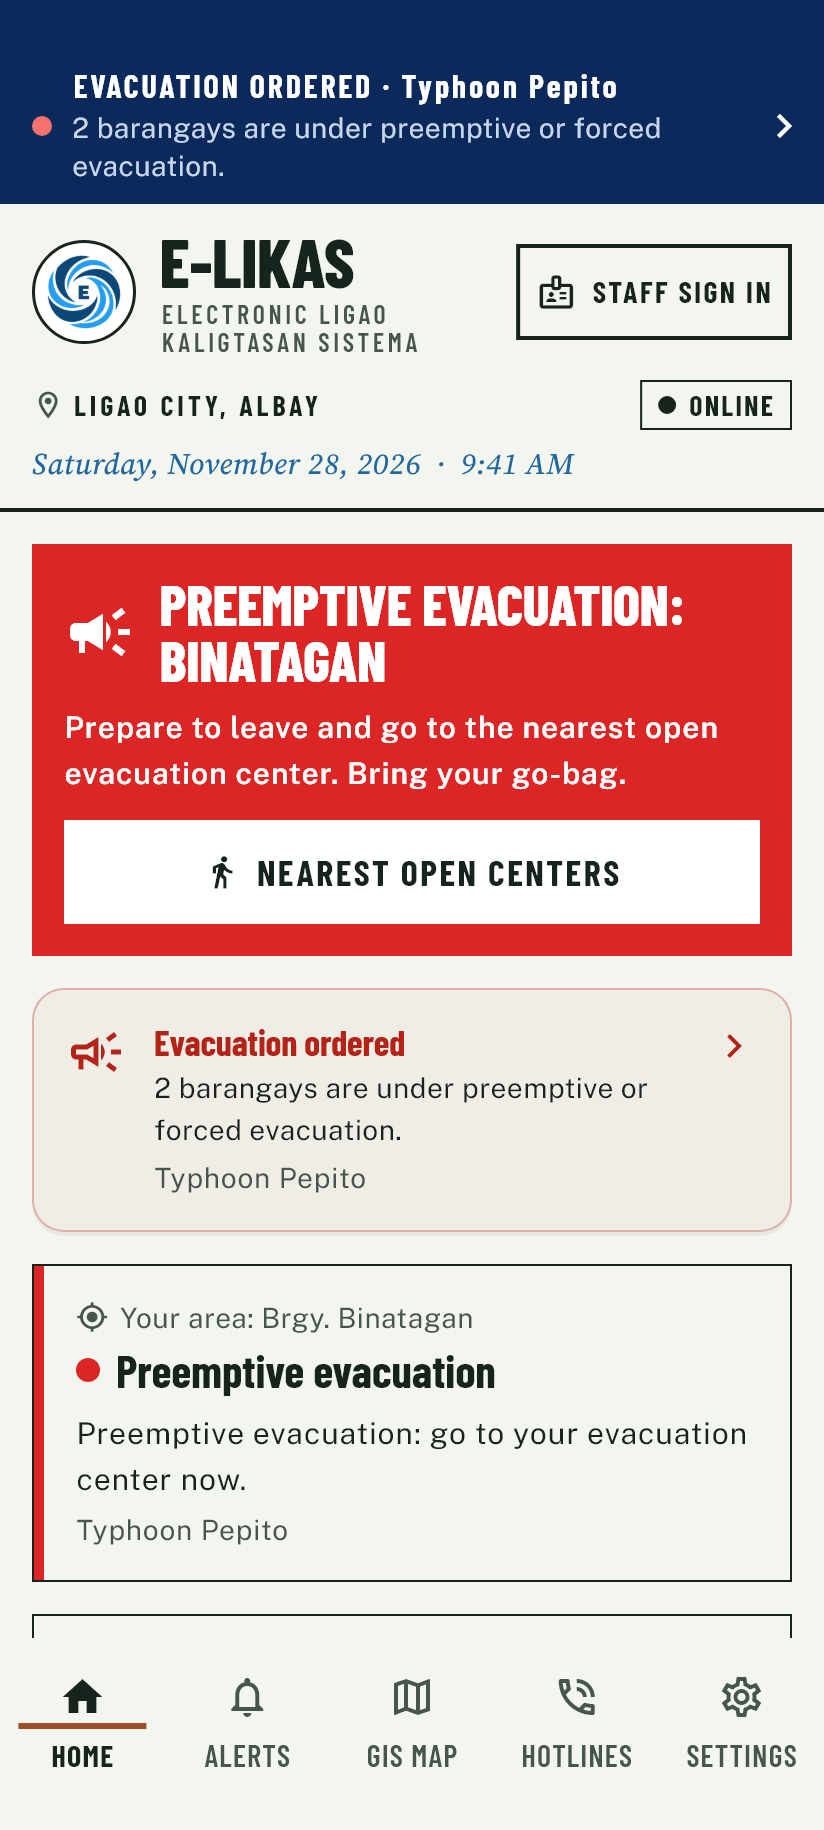 EVACUATION ORDERED · Typhoon Pepito
2 barangays are under preemptive or forced
evacuation.
E-LIKAS
ELECTRONIC LIGAO
KALIGTASAN SISTEMA
E
STAFF SIGN IN
LIGAO CITY, ALBAY
ONLINE
Saturday, November 28, 2026 · 9:41 AM
PREEMPTIVE EVACUATION:
BINATAGAN
Prepare to leave and go to the nearest open
evacuation center. Bring your go-bag.
NEAREST OPEN CENTERS
Evacuation ordered
2 barangays are under preemptive or
forced evacuation.
Typhoon Pepito
Your area: Brgy. Binatagan
Preemptive evacuation
Preemptive evacuation: go to your evacuation
center now.
Typhoon Pepito
HOME
ALERTS
GIS MAP
HOTLINES
SETTINGS